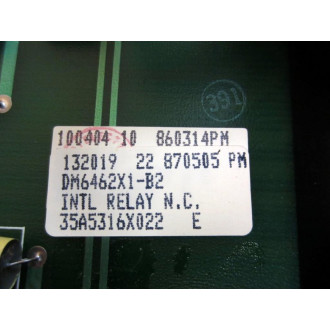 391
100404 10 860314PM
132019 22 870505 PM
DM6462X1-B2
INTL RELAY N.C.
35A5316X022 E